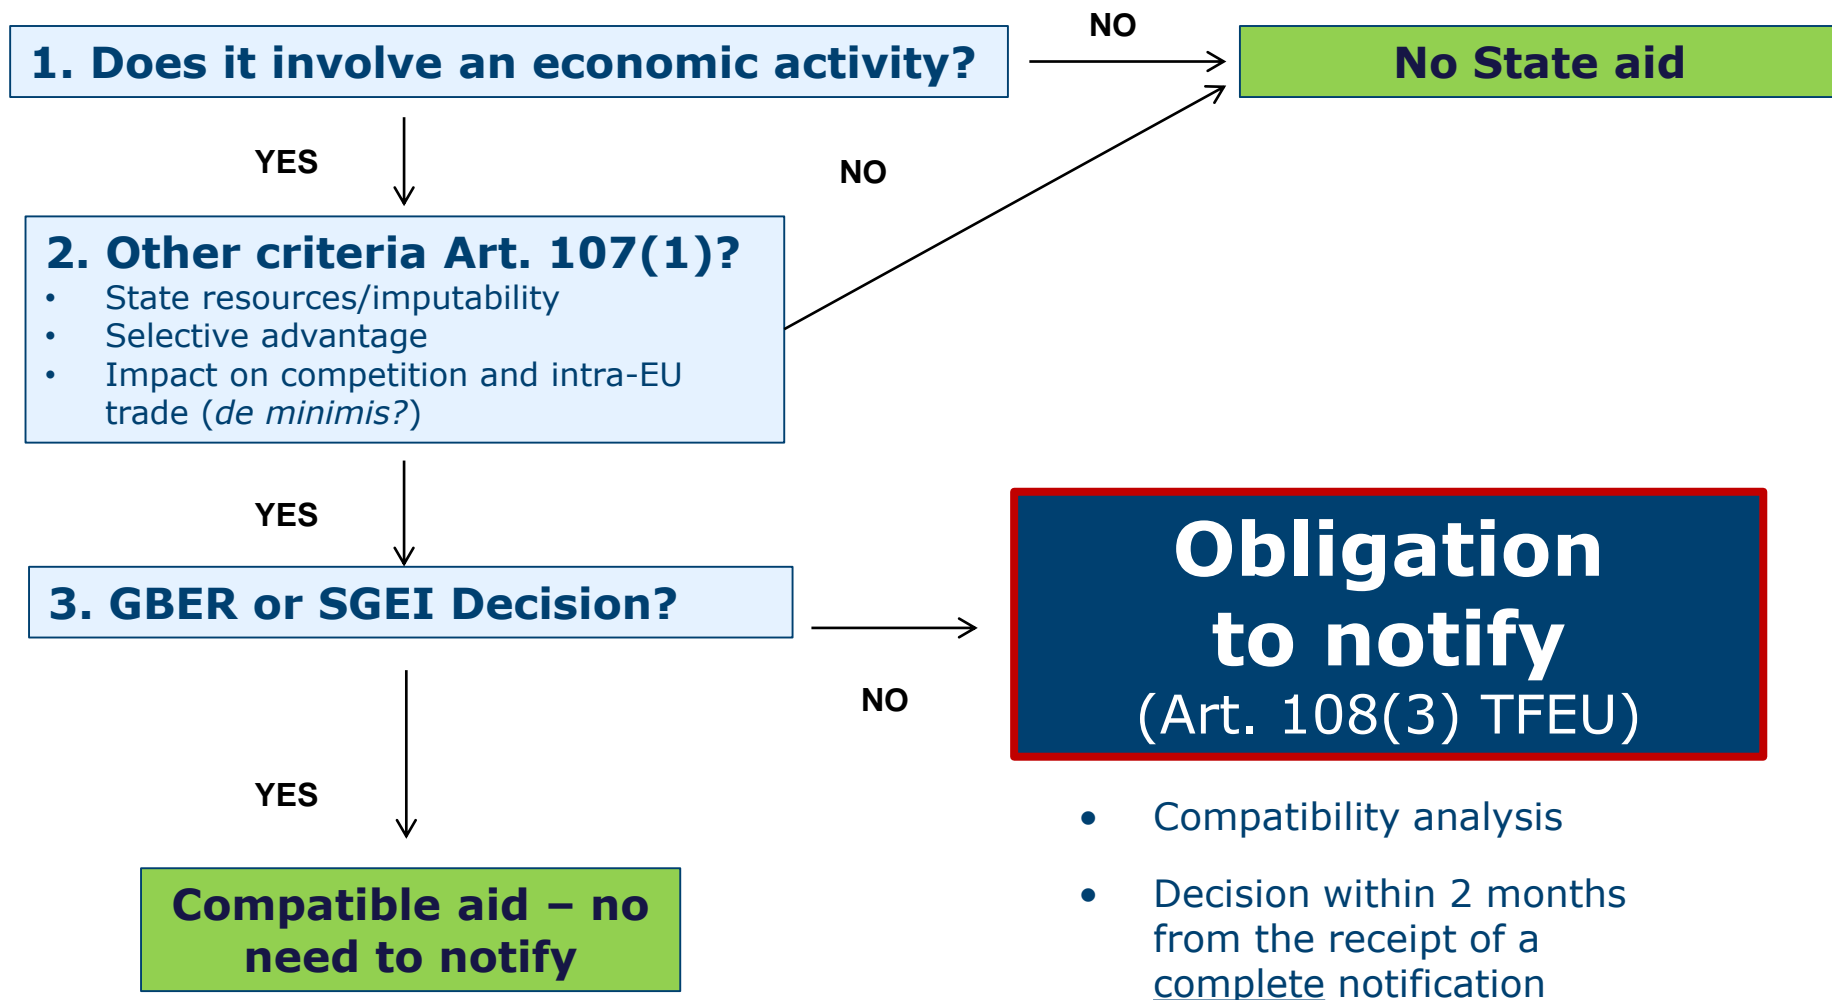 1. Does it involve an economic activity?
NO
No State aid
YES
NO
2. Other criteria Art. 107(1)?
• State resources/imputability
• Selective advantage
• Impact on competition and intra-EU
trade (de minimis?)
YES
3. GBER or SGEI Decision?
NO
Obligation
to notify
(Art. 108(3) TFEU)
YES
Compatible aid – no
need to notify
• Compatibility analysis
• Decision within 2 months
from the receipt of a
complete notification